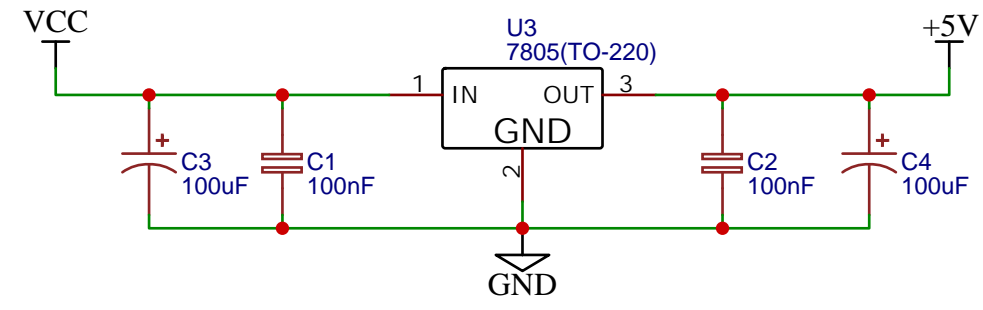 VCC
U3
7805(TO-220)
+5V
1
IN
OUT
3
GND
2
+
C3
100uF
C1
100nF
C2
100nF
+
C4
100uF
GND